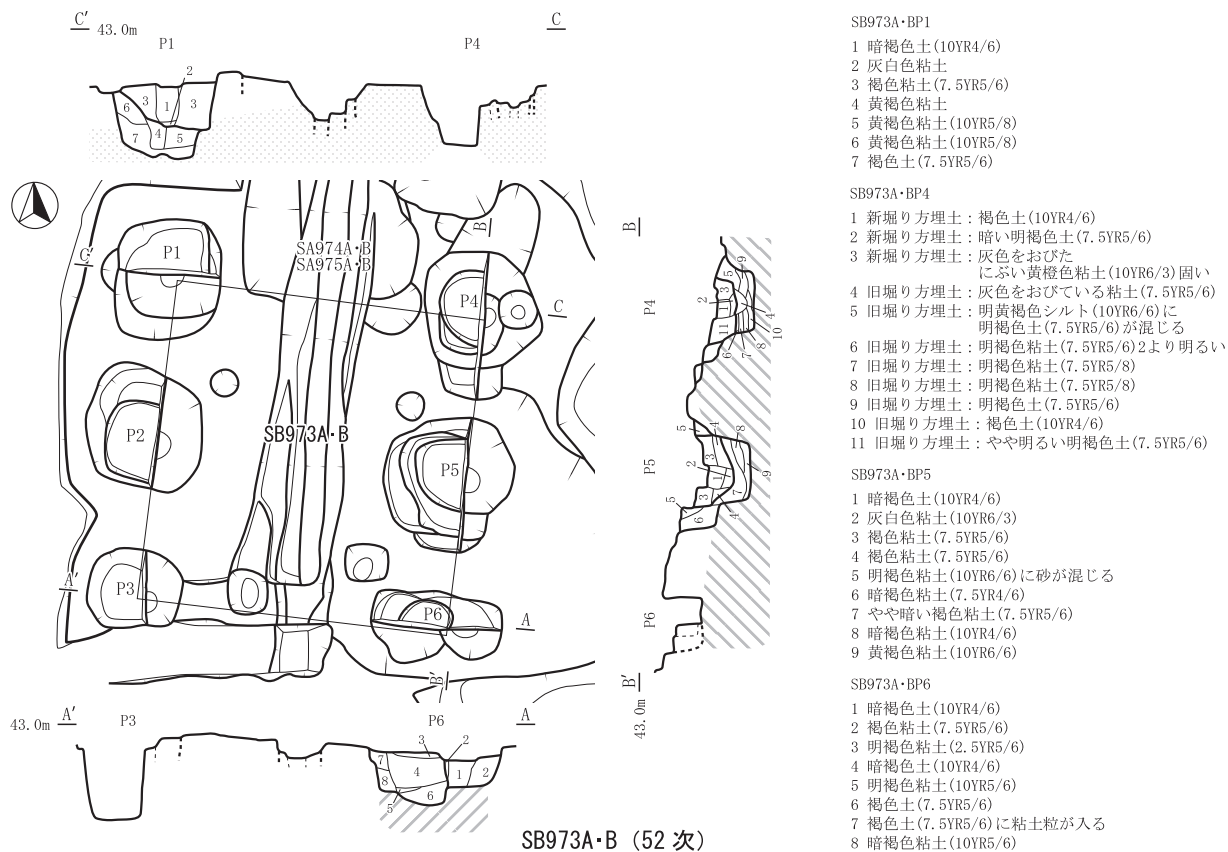 C′ 43.0m C
P1 P4
2
6 3 1 3
7 4 5
SB973A･BP1
1 暗褐色土(10YR4/6)
2 灰白色粘土
3 褐色粘土(7.5YR5/6)
4 黄褐色粘土
5 黄褐色粘土(10YR5/8)
6 黄褐色粘土(10YR5/8)
7 褐色土(7.5YR5/6)
SB973A･BP4
1 新堀り方埋土：褐色土(10YR4/6)
2 新堀り方埋土：暗い明褐色土(7.5YR5/6)
3 新堀り方埋土：灰色をおびた
にぶい黄橙色粘土(10YR6/3)固い
4 旧堀り方埋土：灰色をおびている粘土(7.5YR5/6)
5 旧堀り方埋土：明黄褐色シルト(10YR6/6)に
明褐色土(7.5YR5/6)が混じる
6 旧堀り方埋土：明褐色粘土(7.5YR5/6)2より明るい
7 旧堀り方埋土：明褐色粘土(7.5YR5/8)
8 旧堀り方埋土：明褐色粘土(7.5YR5/8)
9 旧堀り方埋土：明褐色土(7.5YR5/6)
10 旧堀り方埋土：褐色土(10YR4/6)
11 旧堀り方埋土：やや明るい明褐色土(7.5YR5/6)
SB973A･BP5
1 暗褐色土(10YR4/6)
2 灰白色粘土(10YR6/3)
3 褐色粘土(7.5YR5/6)
4 褐色粘土(7.5YR5/6)
5 明褐色粘土(10YR6/6)に砂が混じる
6 暗褐色粘土(7.5YR4/6)
7 やや暗い褐色粘土(7.5YR5/6)
8 暗褐色粘土(10YR4/6)
9 黄褐色粘土(10YR6/6)
SB973A･BP6
1 暗褐色土(10YR4/6)
2 褐色粘土(7.5YR5/6)
3 明褐色粘土(2.5YR5/6)
4 暗褐色土(10YR4/6)
5 明褐色粘土(10YR5/6)
6 褐色土(7.5YR5/6)
7 褐色土(7.5YR5/6)に粘土粒が入る
8 暗褐色粘土(10YR5/6)
P1
C′
SA974A･B
SA975A･B
B
P4
C
P2
SB973A･B
P5
A′
P3
P6
A
B′
B
P4
9
5
3
2
1
11
4
6 7 8 10
P5
5
4
8
3
2
1
9
5
3
7
6
4
P6
B′
43.0m
43.0m A′ P3 P6 A
3 2
7 4 1 2
8
5 6
SB973A･B (52 次)